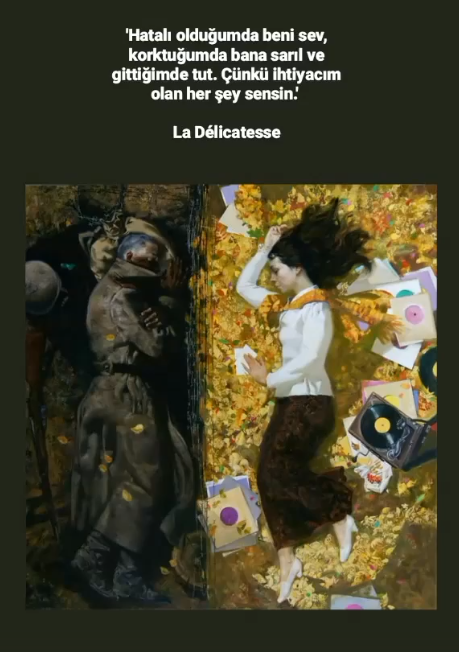 'Hatalı olduğumda beni sev,
korktuğumda bana sarıl ve
gittiğimde tut. Çünkü ihtiyacım
olan her şey sensin.'
La Délicatesse